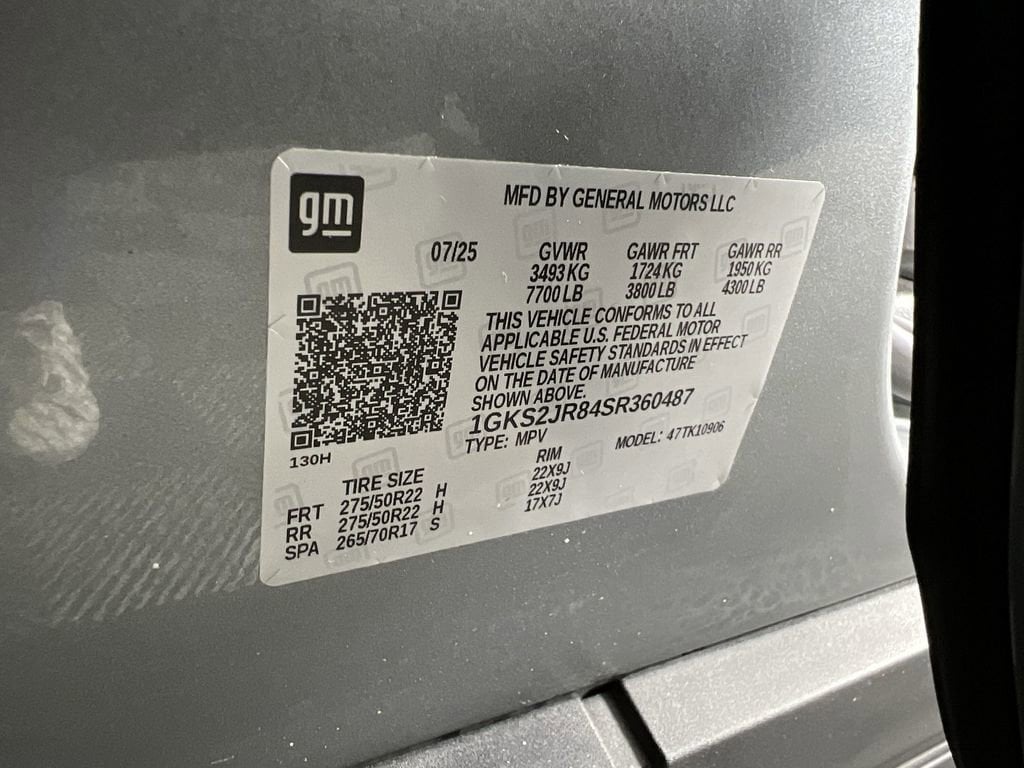 gm
MFD BY GENERAL MOTORS LLC
07/25 GVWR GAWR FRT GAWR RR
3493 KG 1724 KG 1950 KG
7700 LB 3800 LB 4300 LB
THIS VEHICLE CONFORMS TO ALL
APPLICABLE U.S. FEDERAL MOTOR
VEHICLE SAFETY STANDARDS IN EFFECT
ON THE DATE OF MANUFACTURE
SHOWN ABOVE.
1GKS2JR84SR360487
TYPE: MPV MODEL: 47TK10906
130H
TIRE SIZE RIM
FRT 275/50R22 H 22X9J
RR 275/50R22 H 22X9J
SPA 265/70R17 S 17X7J